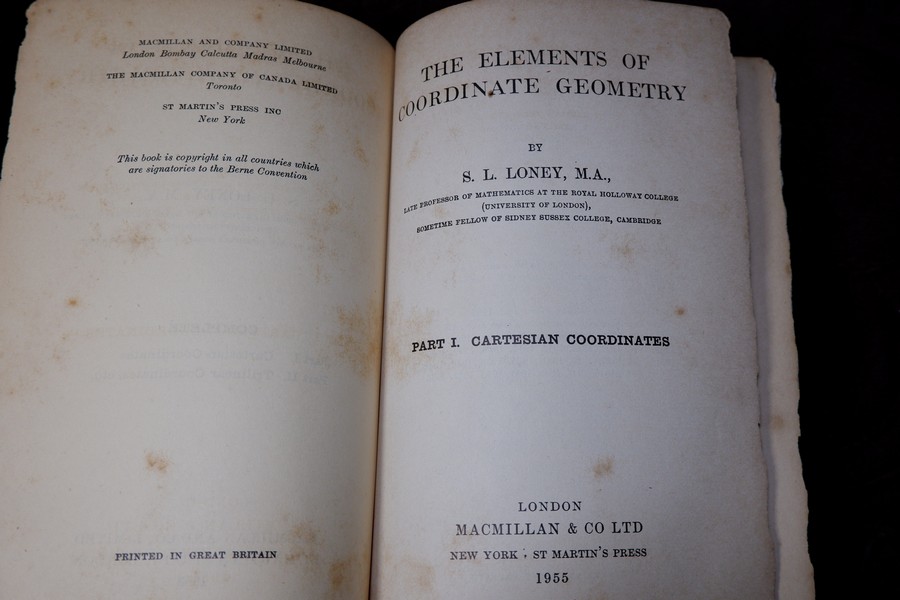 MACMILLAN AND COMPANY LIMITED
London Bombay Calcutta Madras Melbourne
THE MACMILLAN COMPANY OF CANADA LIMITED
Toronto
ST MARTIN'S PRESS INC
New York
This book is copyright in all countries which
are signatories to the Berne Convention
PRINTED IN GREAT BRITAIN
THE ELEMENTS OF
COORDINATE GEOMETRY
BY
S. L. LONEY, M.A.,
LATE PROFESSOR OF MATHEMATICS AT THE ROYAL HOLLOWAY COLLEGE
(UNIVERSITY OF LONDON),
SOMETIME FELLOW OF SIDNEY SUSSEX COLLEGE, CAMBRIDGE
PART I. CARTESIAN COORDINATES
LONDON
MACMILLAN & CO LTD
NEW YORK · ST MARTIN'S PRESS
1955